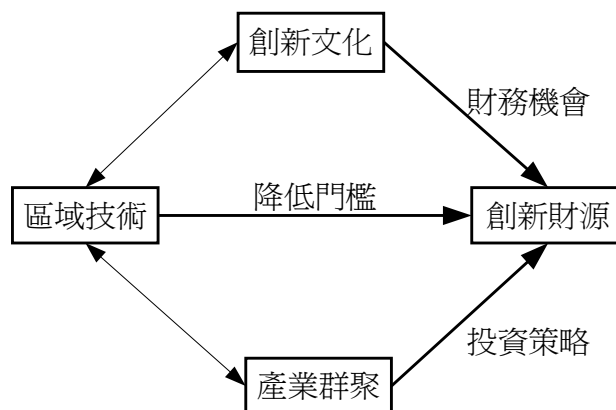 創新文化
財務機會
區域技術
降低門檻
創新財源
投資策略
產業群聚